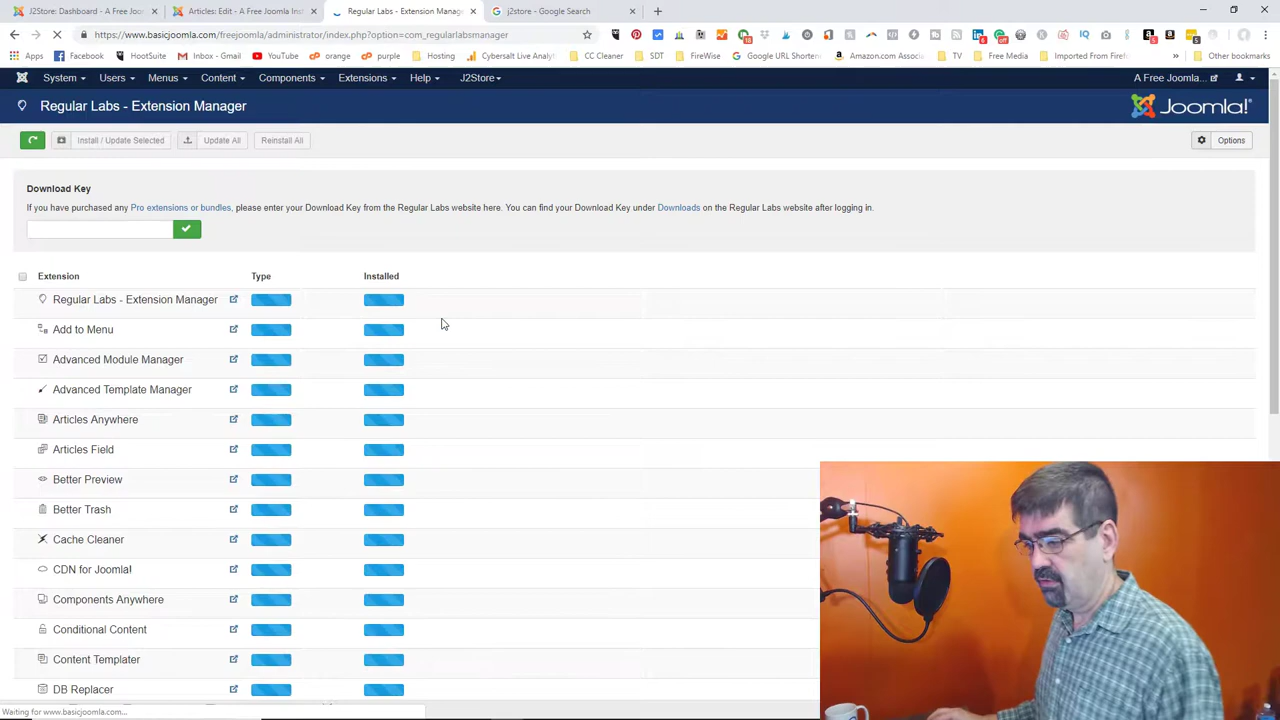 J2Store: Dashboard - A Free Joo
Articles: Edit - A Free Joomla Inst
Regular Labs - Extension Manage
j2store - Google Search
https://www.basicjoomla.com/freejoomla/administrator/index.php?option=com_regularlabsmanager
Apps
Facebook
HootSuite
Inbox - Gmail
YouTube
orange
purple
Hosting
Cybersalt Live Analy
CC Cleaner
SDT
FireWise
Google URL Shorten
Amazon.com Assoc
TV
Free Media
Imported From Firef
»
Other bookmarks
System
Users
Menus
Content
Components
Extensions
Help
J2Store
A Free Joomla...
Regular Labs - Extension Manager
Joomla!
Install / Update Selected
Update All
Reinstall All
Options
Download Key
If you have purchased any Pro extensions or bundles, please enter your Download Key from the Regular Labs website here. You can find your Download Key under Downloads on the Regular Labs website after logging in.
Extension
Type
Installed
Regular Labs - Extension Manager
Add to Menu
Advanced Module Manager
Advanced Template Manager
Articles Anywhere
Articles Field
Better Preview
Better Trash
Cache Cleaner
CDN for Joomla!
Components Anywhere
Conditional Content
Content Templater
DB Replacer
Waiting for www.basicjoomla.com...